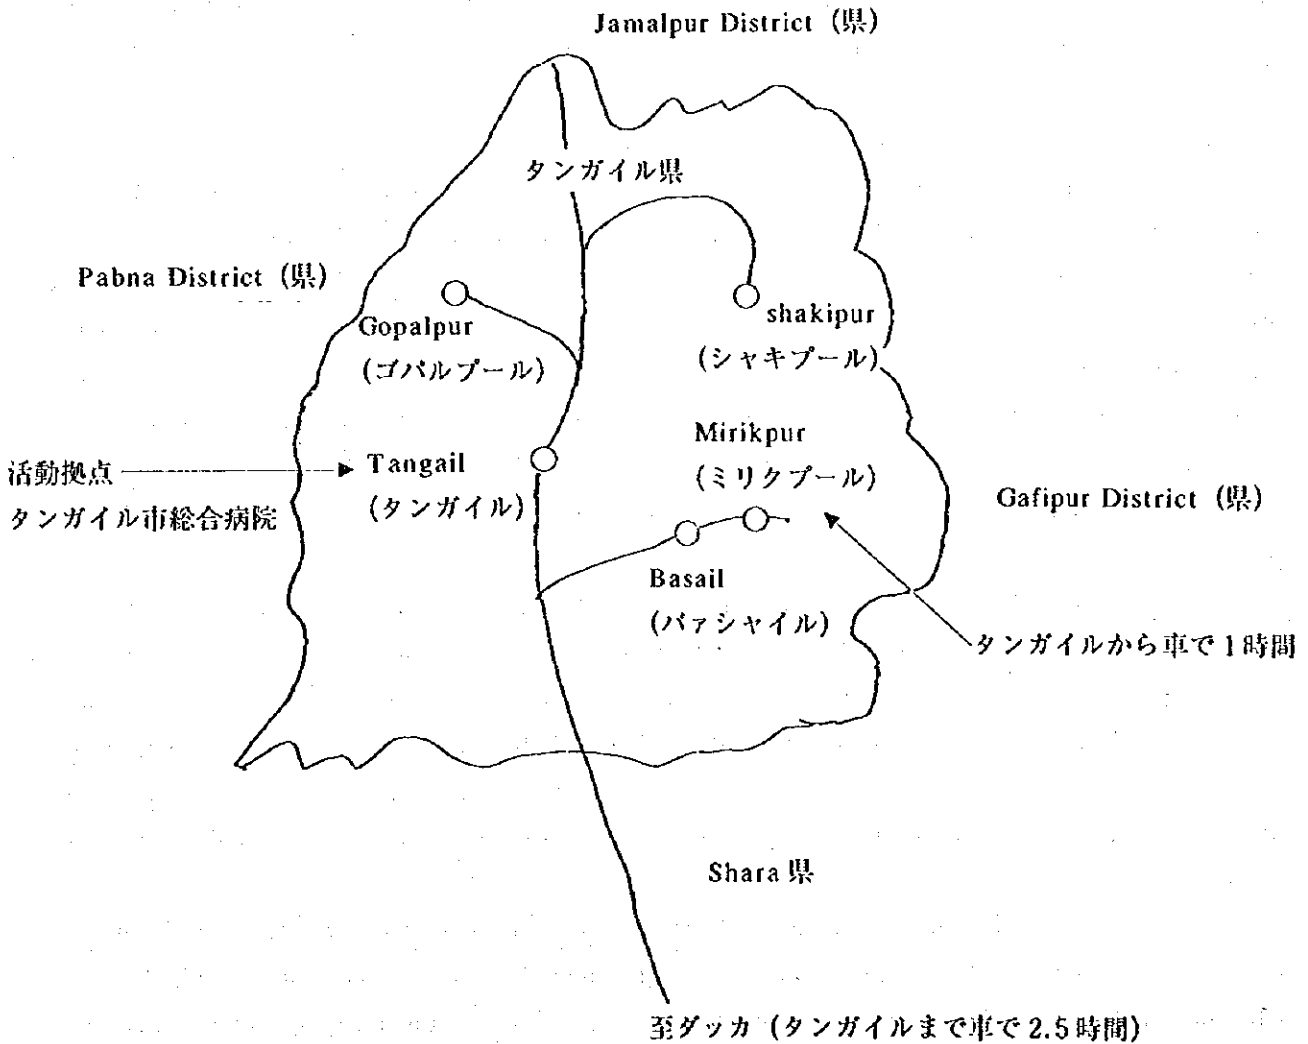 Jamalpur District (県)
タンガイル県
Pabna District (県)
Gopalpur
(ゴパルプール)
shakipur
(シャキプール)
Mirikpur
(ミリクプール)
活動拠点
タンガイル市総合病院
Tangail
(タンガイル)
Gafipur District (県)
Basail
(バァシャイル)
タンガイルから車で1時間
Shara 県
至ダッカ (タンガイルまで車で2.5時間)